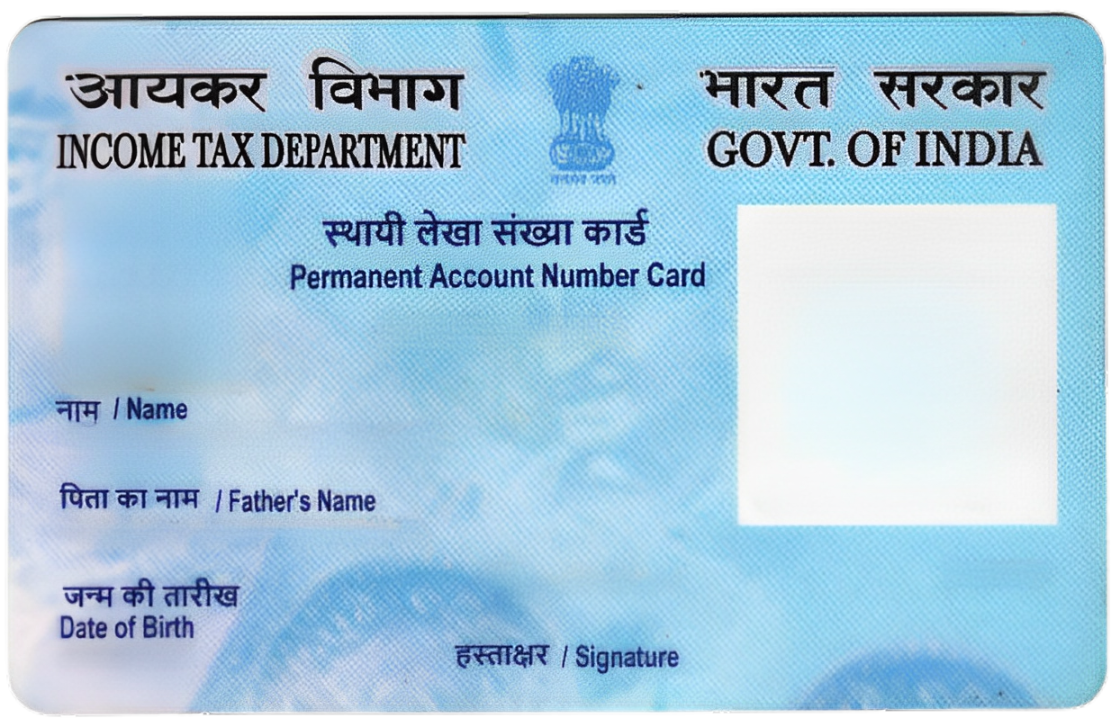 आयकर विभाग
INCOME TAX DEPARTMENT
भारत सरकार
GOVT. OF INDIA
सत्यमेव जयते
स्थायी लेखा संख्या कार्ड
Permanent Account Number Card
नाम / Name
पिता का नाम / Father's Name
जन्म की तारीख
Date of Birth
हस्ताक्षर / Signature